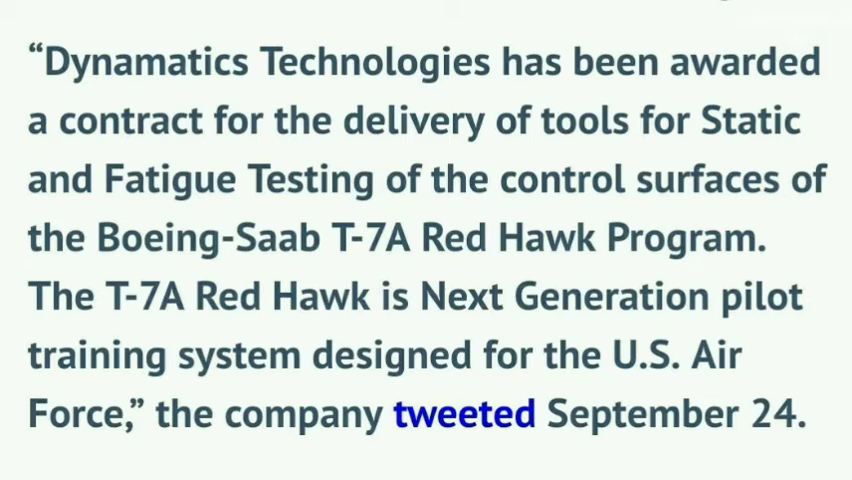 “Dynamatics Technologies has been awarded
a contract for the delivery of tools for Static
and Fatigue Testing of the control surfaces of
the Boeing-Saab T-7A Red Hawk Program.
The T-7A Red Hawk is Next Generation pilot
training system designed for the U.S. Air
Force,” the company tweeted September 24.